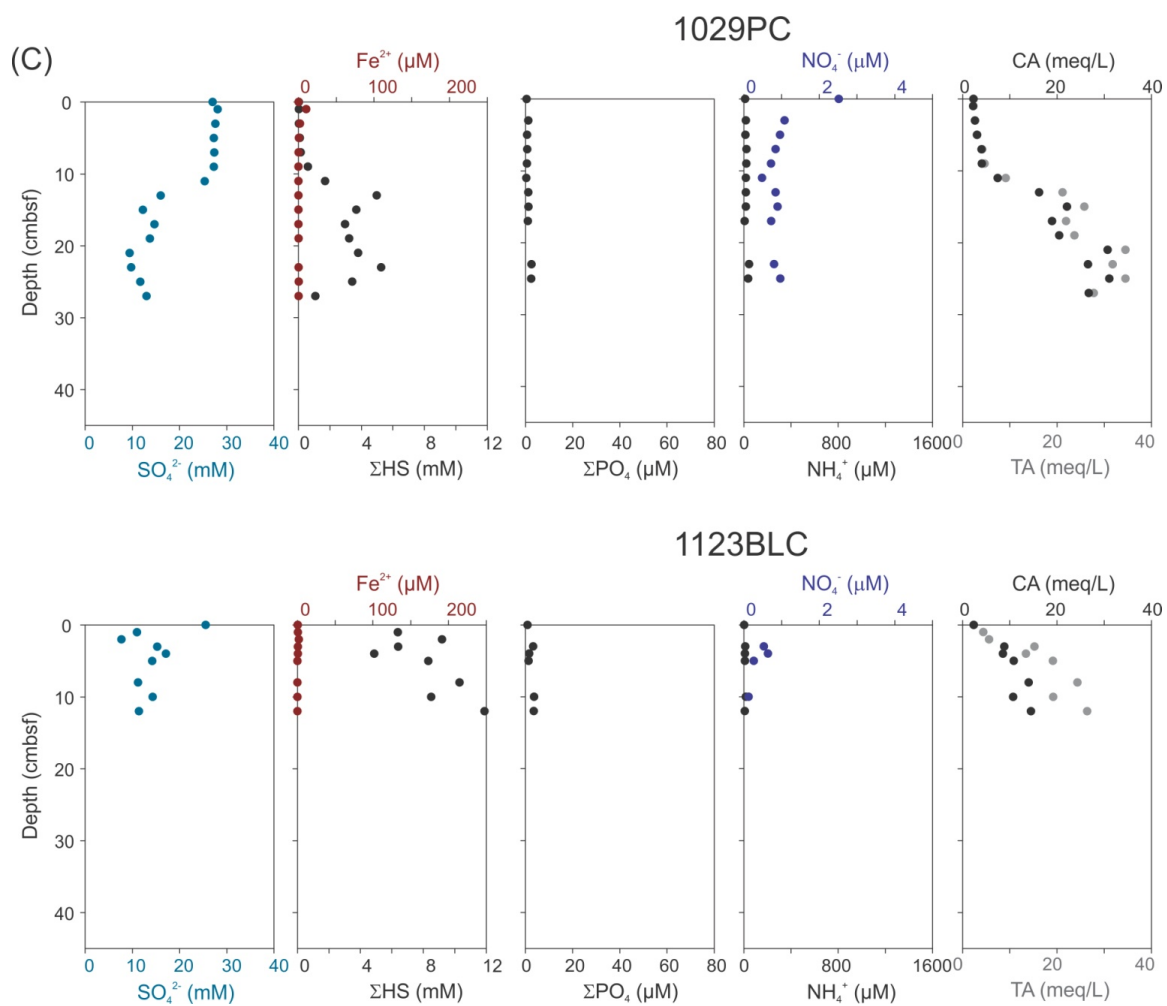 1029PC
(C)
Fe²⁺ (µM)
NO₄⁻ (µM)
CA (meq/L)
0 100 200
0 2 4
0 20 40
0
10
20
30
40
Depth (cmbsf)
0 10 20 30 40
0 4 8 12
0 20 40 60 80
0 800 1600
0 20 40
SO₄²⁻ (mM)
ΣHS (mM)
ΣPO₄ (µM)
NH₄⁺ (µM)
TA (meq/L)
1123BLC
Fe²⁺ (µM)
NO₄⁻ (µM)
CA (meq/L)
0 100 200
0 2 4
0 20 40
0
10
20
30
40
Depth (cmbsf)
0 10 20 30 40
0 4 8 12
0 20 40 60 80
0 800 1600
0 20 40
SO₄²⁻ (mM)
ΣHS (mM)
ΣPO₄ (µM)
NH₄⁺ (µM)
TA (meq/L)